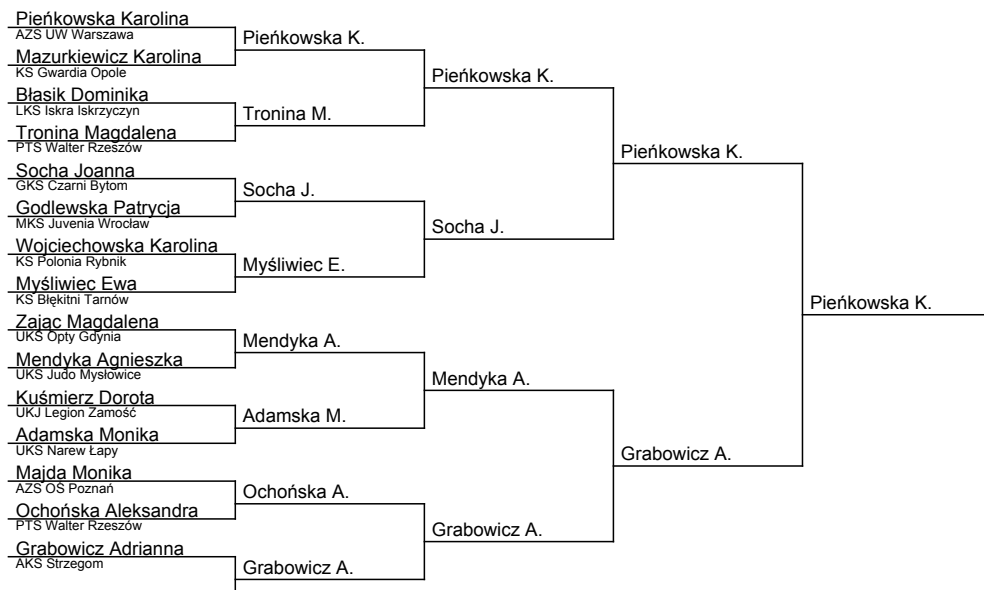 Pieńkowska Karolina
AZS UW Warszawa
Mazurkiewicz Karolina
KS Gwardia Opole
Błasik Dominika
LKS Iskra Iskrzyczyn
Tronina Magdalena
PTS Walter Rzeszów
Socha Joanna
GKS Czarni Bytom
Godlewska Patrycja
MKS Juvenia Wrocław
Wojciechowska Karolina
KS Polonia Rybnik
Myśliwiec Ewa
KS Błękitni Tarnów
Zając Magdalena
UKS Opty Gdynia
Mendyka Agnieszka
UKS Judo Mysłowice
Kuśmierz Dorota
UKJ Legion Zamość
Adamska Monika
UKS Narew Łapy
Majda Monika
AZS OŚ Poznań
Ochońska Aleksandra
PTS Walter Rzeszów
Grabowicz Adrianna
AKS Strzegom
Pieńkowska K.
Tronina M.
Socha J.
Myśliwiec E.
Mendyka A.
Adamska M.
Ochońska A.
Grabowicz A.
Pieńkowska K.
Socha J.
Mendyka A.
Grabowicz A.
Pieńkowska K.
Grabowicz A.
Pieńkowska K.